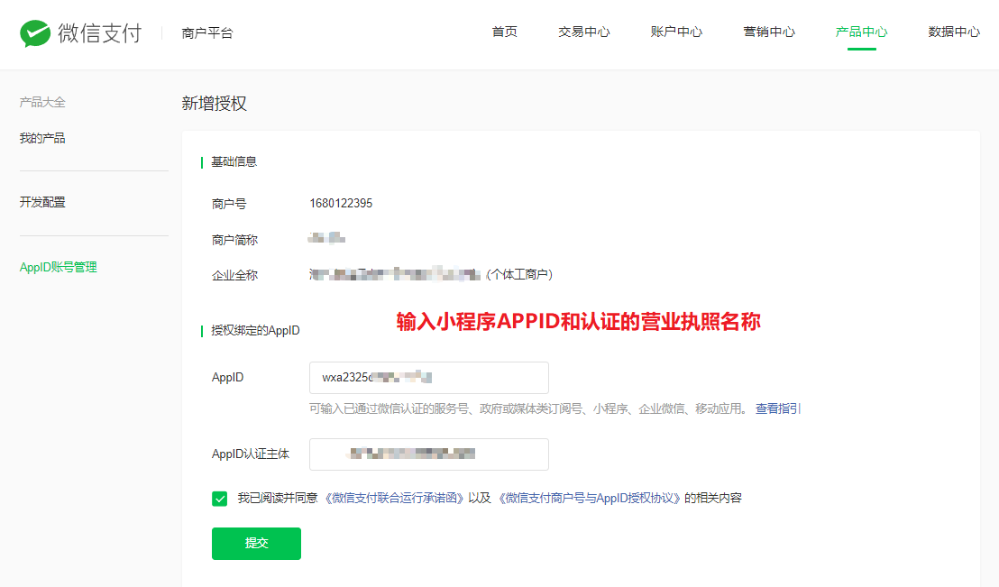 微信支付 商户平台 首页 交易中心 账户中心 营销中心 产品中心 数据中心
产品大全
新增授权
我的产品
基础信息
开发配置
商户号 1680122395
商户简称
AppID账号管理
企业全称 (个体工商户)
输入小程序APPID和认证的营业执照名称
授权绑定的AppID
AppID wxa2325
可输入已通过微信认证的服务号、政府或媒体类订阅号、小程序、企业微信、移动应用。 查看指引
AppID认证主体
我已阅读并同意 《微信支付联合运行承诺函》以及 《微信支付商户号与AppID授权协议》的相关内容
提交